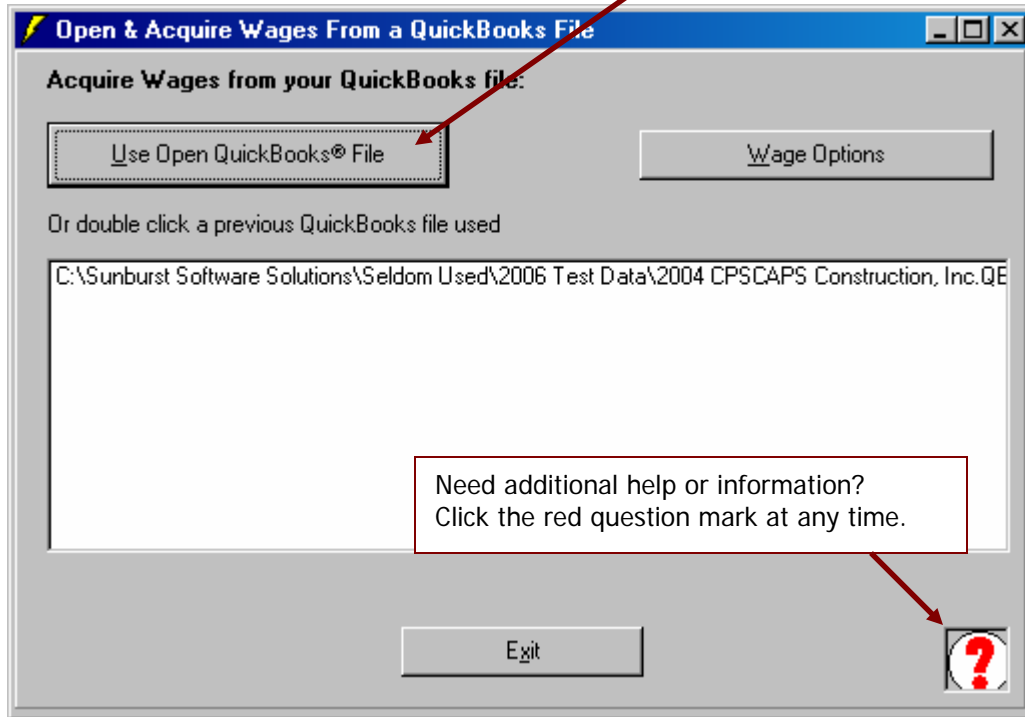 Open & Acquire Wages From a QuickBooks File
Acquire Wages from your QuickBooks file:
Use Open QuickBooks® File
Wage Options
Or double click a previous QuickBooks file used
C:\Sunburst Software Solutions\Seldom Used\2006 Test Data\2004 CPSCAPS Construction, Inc.QB
Need additional help or information?
Click the red question mark at any time.
Exit
?